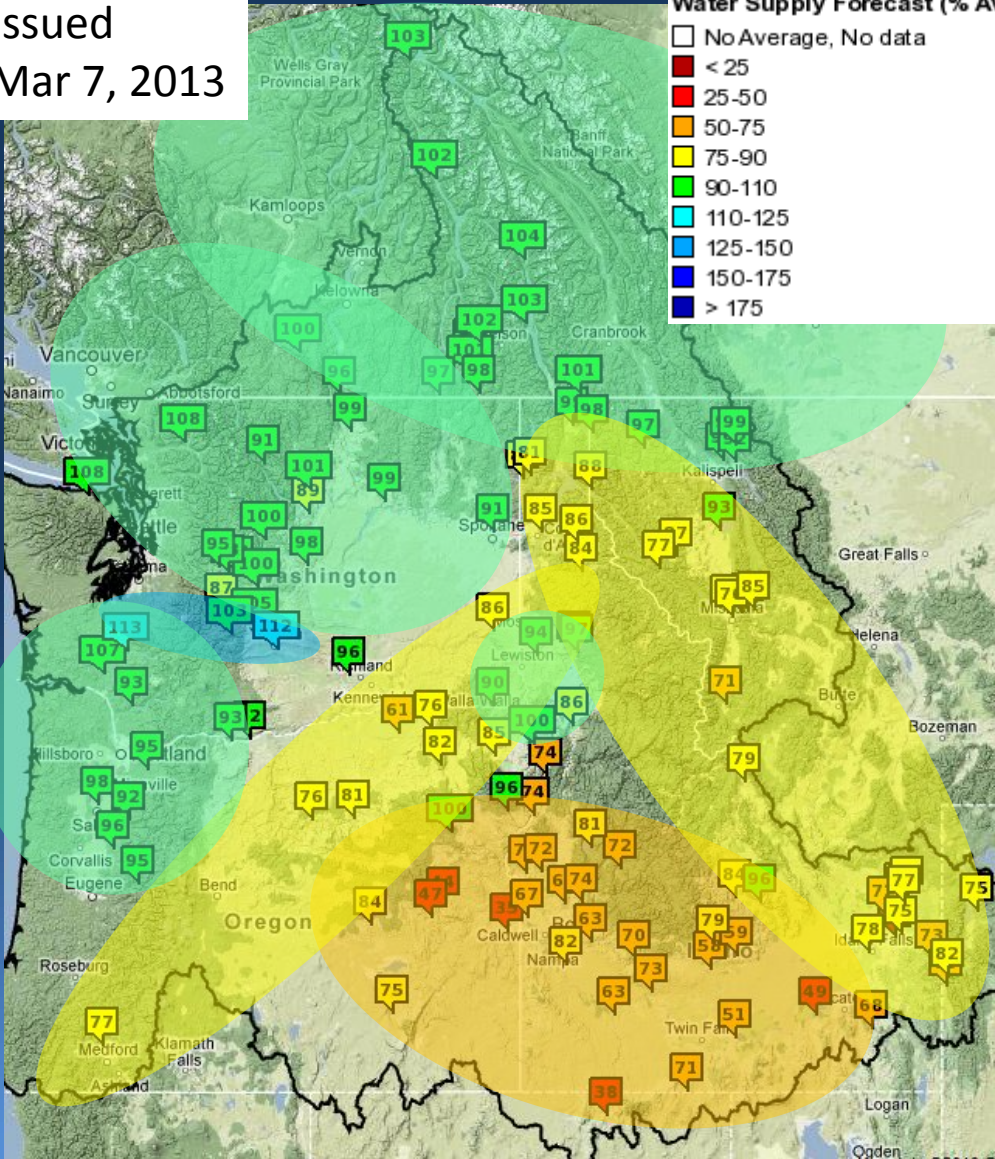 ssued
Mar 7, 2013
Water Supply Forecast (% Av
No Average, No data
< 25
25-50
50-75
75-90
90-110
110-125
125-150
150-175
> 175
103
Wells Gray
Provincial Park
Banff
National Park
102
Kamloops
104
Vernon
Kelowna
103
102
100
Cranbrook
101
96
97
98
Vancouver
Nanaimo
Abbotsford
99
98
97
99
108
91
81
88
Kalispell
108
101
99
89
91
85
93
100
86
Spokane
95
98
84
77
Great Falls
100
Washington
87
85
103
86
113
112
94
97
Helena
107
96
Lewiston
93
90
86
71
Butte
61
76
Walla Walla
93
100
85
Bozeman
82
95
74
79
98
92
76
81
96
74
100
96
81
Corvallis
95
72
72
Eugene
84
96
77
75
Bend
47
67
74
84
75
Oregon
63
79
59
78
73
Caldwell
82
70
58
Nampa
82
Roseburg
73
75
63
49
68
77
51
Twin Falls
Medford
Klamath
Falls
71
Ashland
38
Logan
Ogden